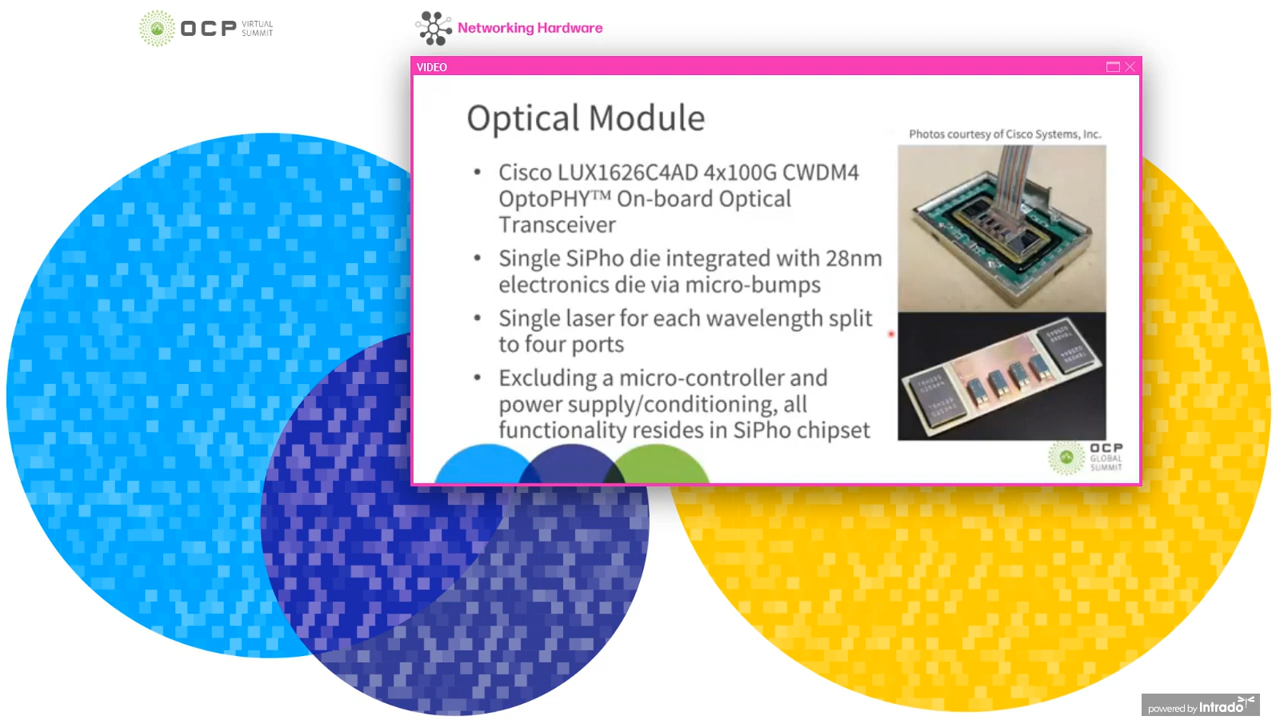 OCP VIRTUAL
SUMMIT
Networking Hardware
VIDEO
Optical Module
Photos courtesy of Cisco Systems, Inc.
• Cisco LUX1626C4AD 4x100G CWDM4
OptoPHY™ On-board Optical
Transceiver
• Single SiPho die integrated with 28nm
electronics die via micro-bumps
• Single laser for each wavelength split
to four ports
• Excluding a micro-controller and
power supply/conditioning, all
functionality resides in SiPho chipset
OCP
GLOBAL
SUMMIT
powered by Intrado